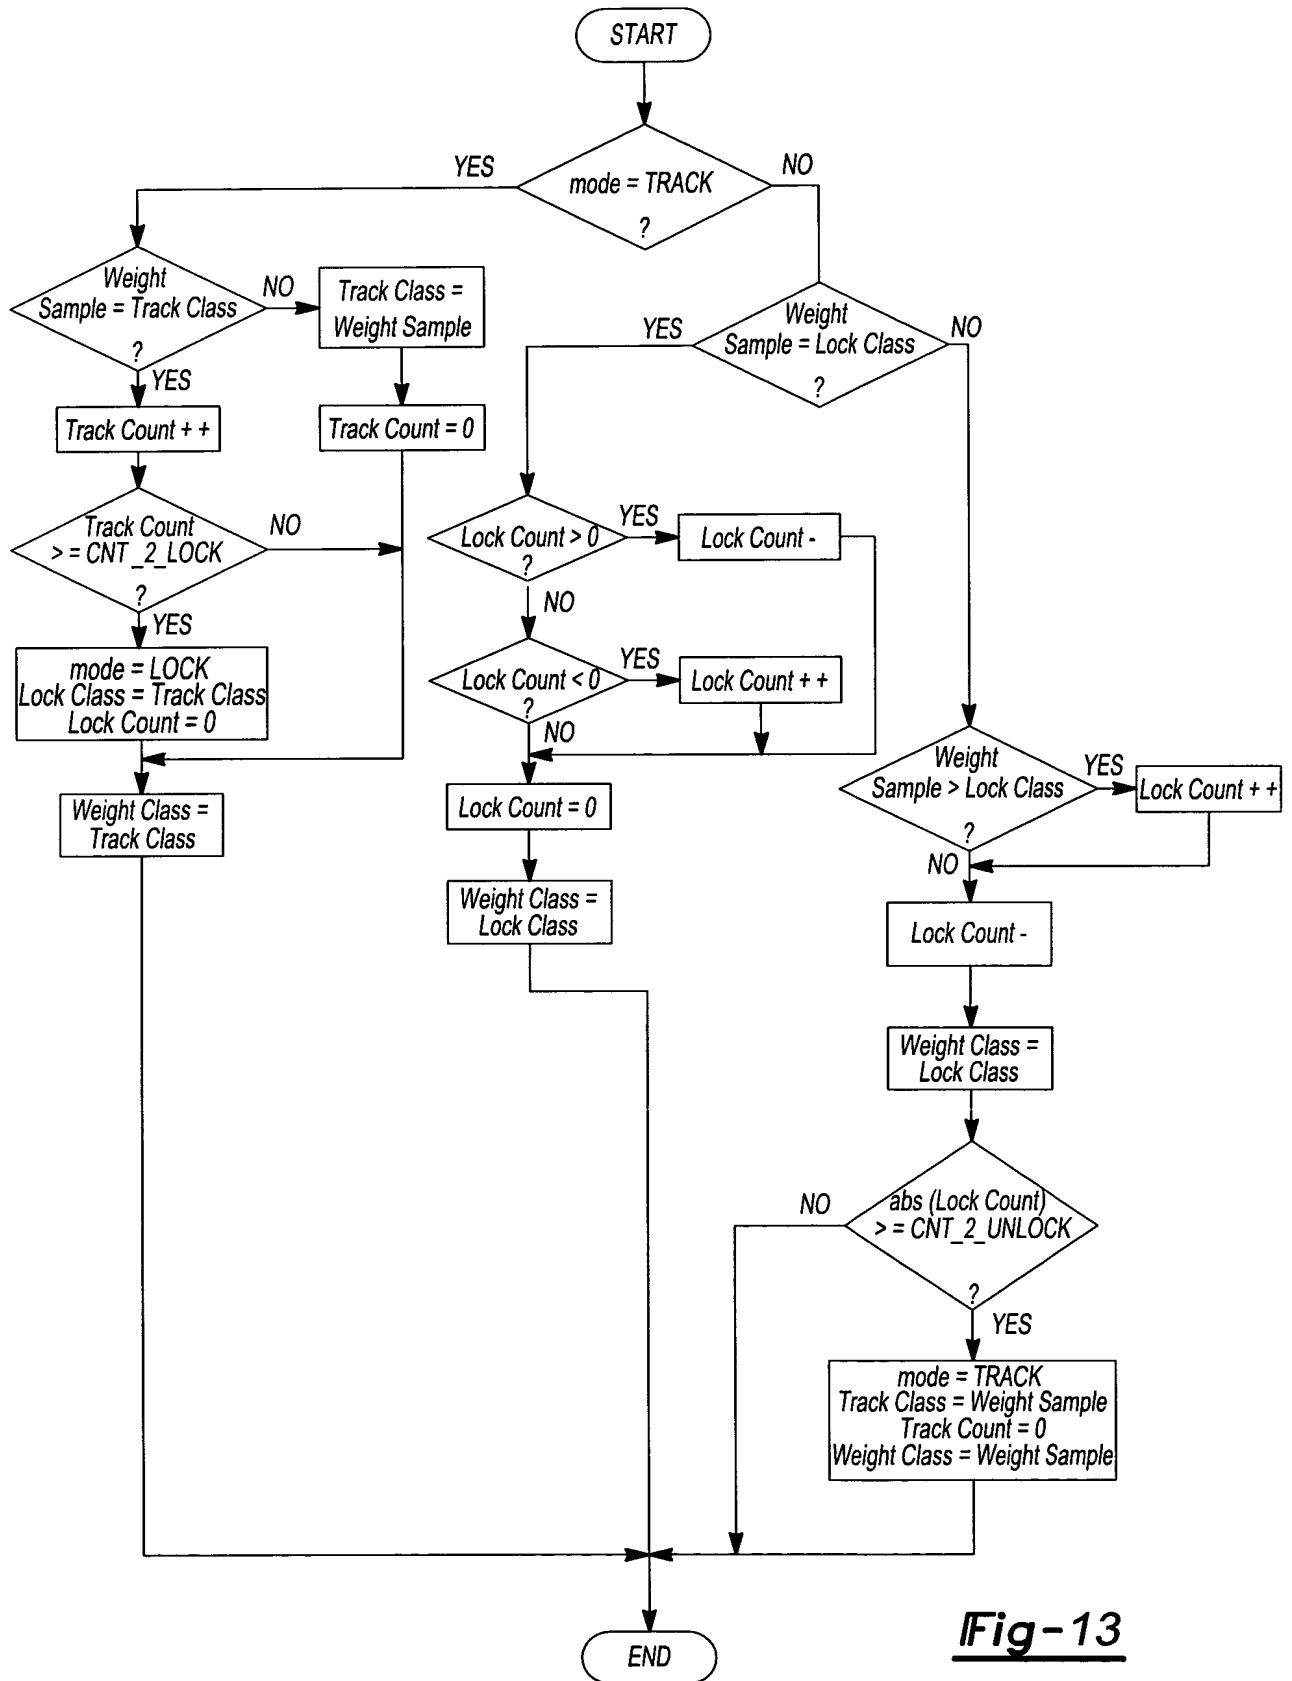 START
mode = TRACK
?
YES
NO
Weight
Sample = Track Class
?
NO
YES
Track Class =
Weight Sample
Track Count + +
Track Count = 0
Track Count
> = CNT_2_LOCK
?
NO
YES
mode = LOCK
Lock Class = Track Class
Lock Count = 0
Weight Class =
Track Class
Weight
Sample = Lock Class
?
YES
NO
Lock Count > 0
?
YES
NO
Lock Count -
Lock Count < 0
?
YES
NO
Lock Count + +
Lock Count = 0
Weight Class =
Lock Class
Weight
Sample > Lock Class
?
YES
NO
Lock Count + +
Lock Count -
Weight Class =
Lock Class
abs (Lock Count)
> = CNT_2_UNLOCK
?
NO
YES
mode = TRACK
Track Class = Weight Sample
Track Count = 0
Weight Class = Weight Sample
END
Fig-13